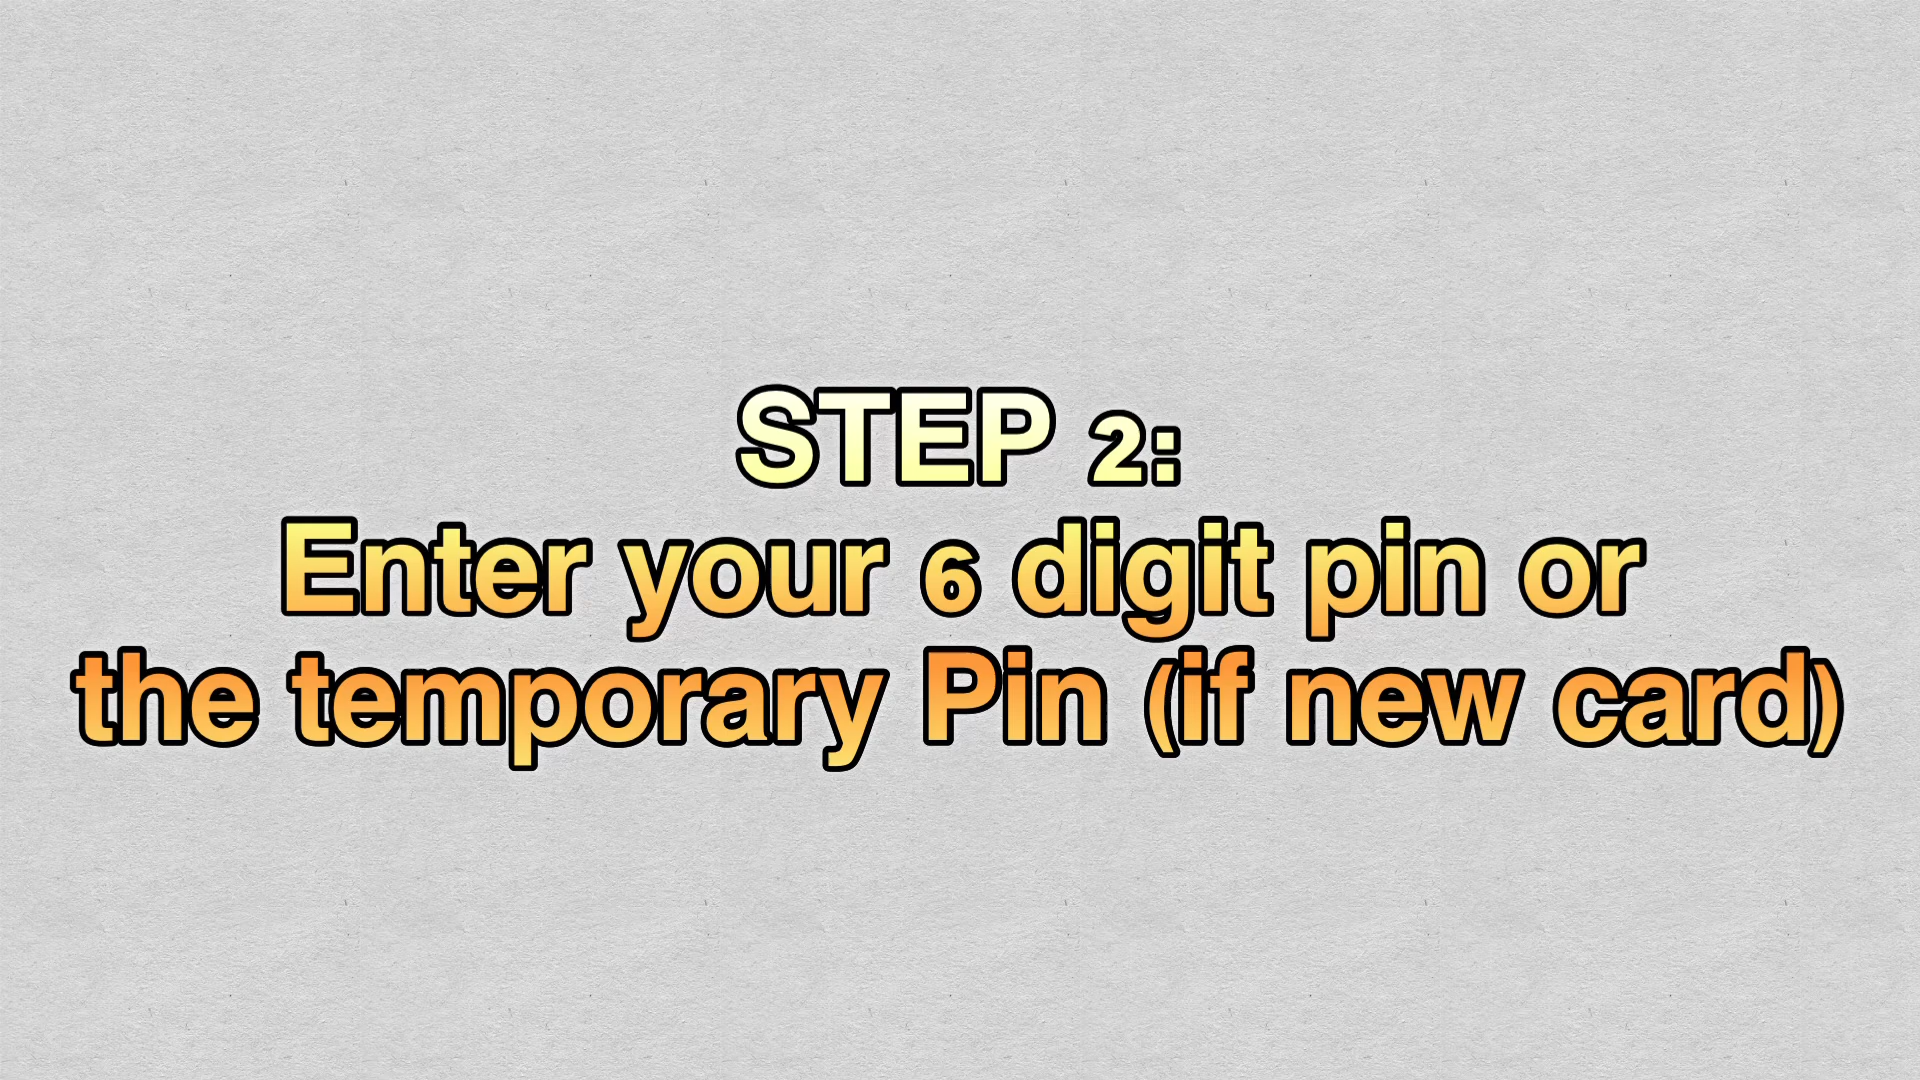 STEP 2:
Enter your 6 digit pin or
the temporary Pin (if new card)